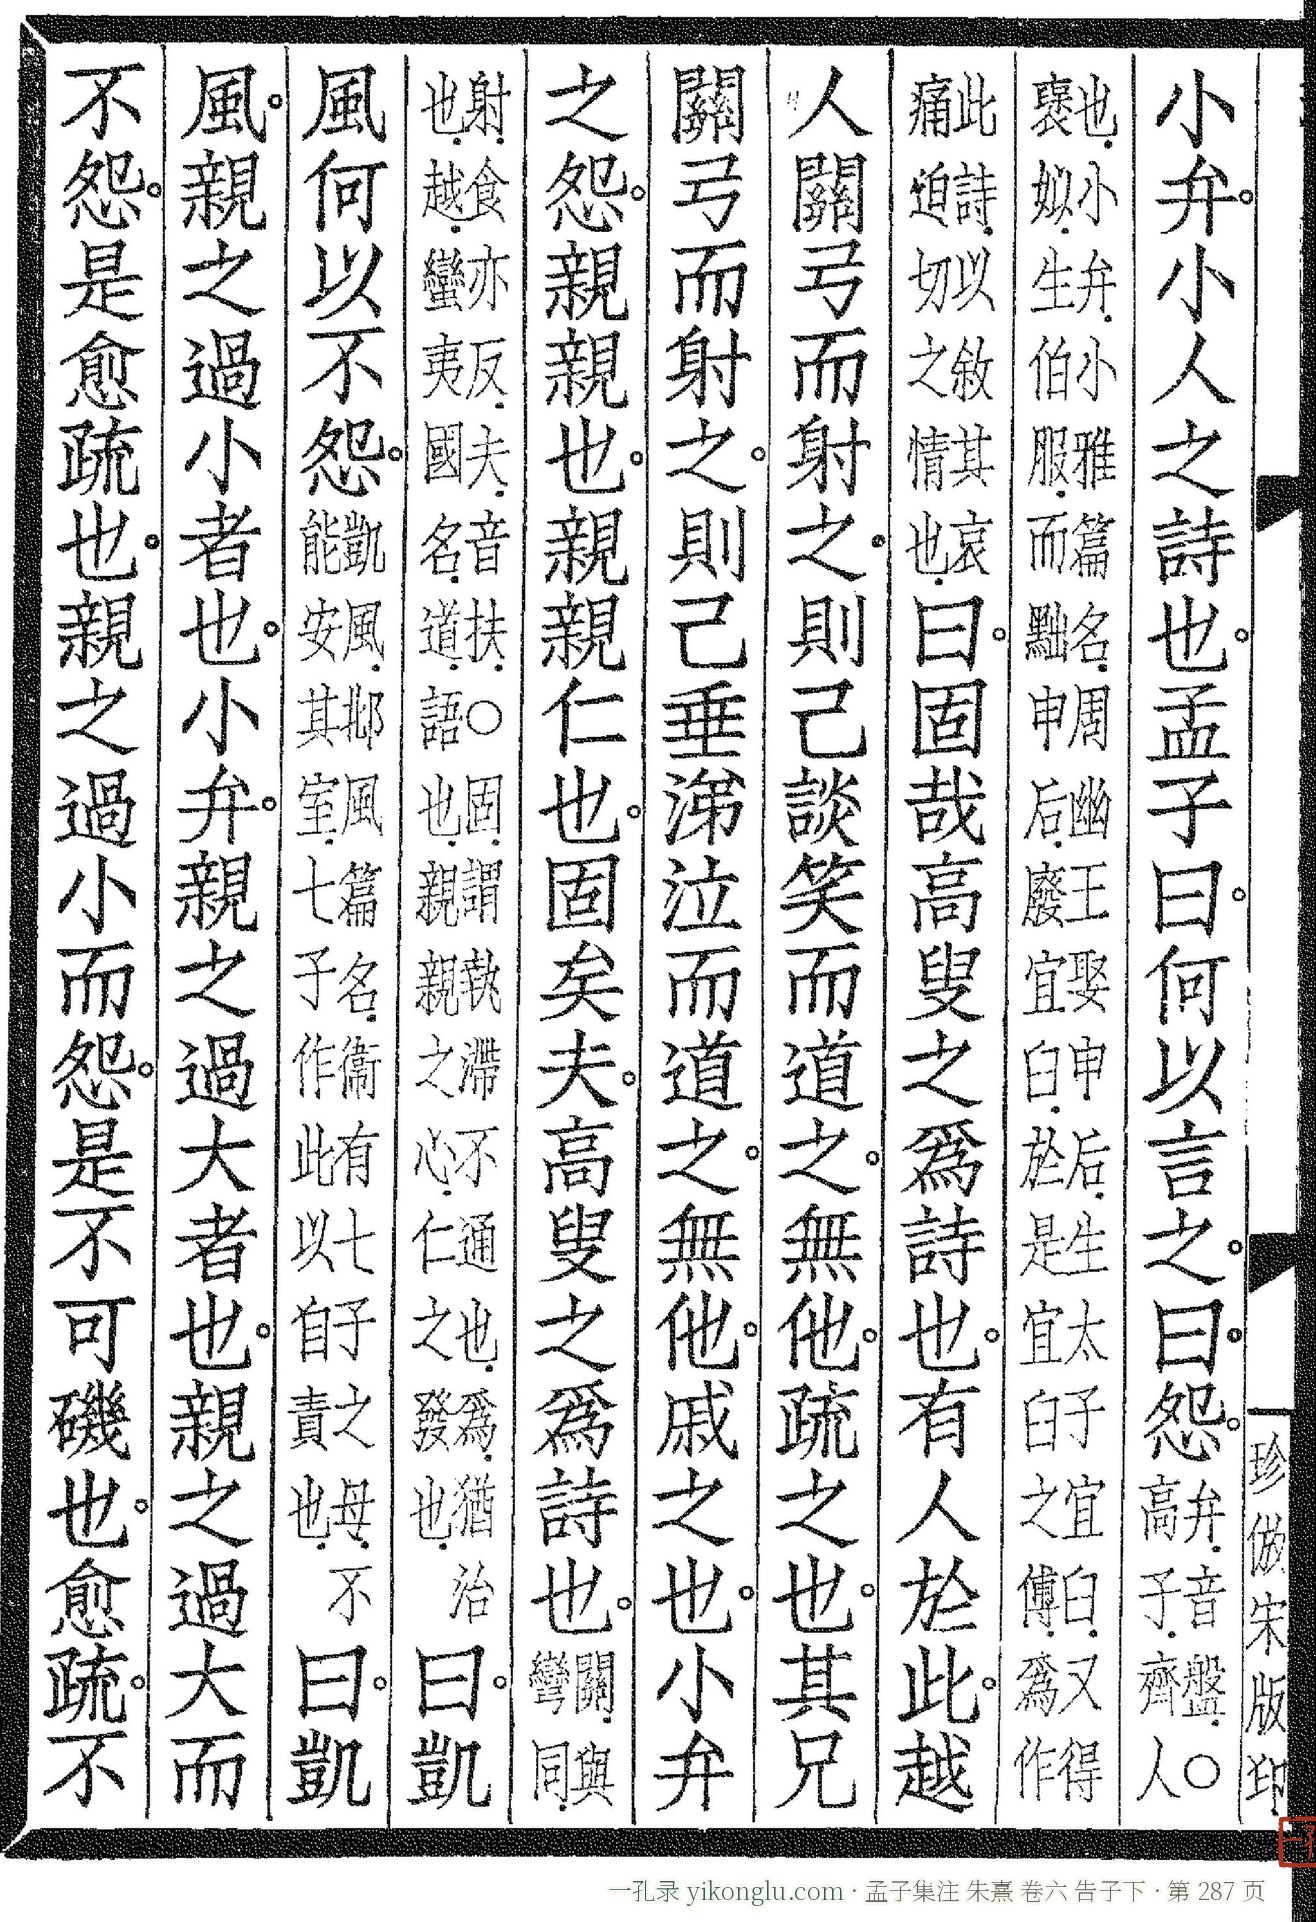 小弁小人之詩也孟子曰何以言之曰怨弁音盤○高子齊人
也小弁小雅篇名周幽王娶申后生太子宜臼又得褒姒生伯服而黜申后廢宜臼於是宜臼之傅爲作
此詩以敘其哀痛迫切之情也曰固哉高叟之爲詩也有人於此越
人關弓而射之則己談笑而道之無他疏之也其兄
關弓而射之則己垂涕泣而道之無他戚之也小弁
之怨親親也親親仁也固矣夫高叟之爲詩也關與彎同
射食亦反夫音扶○固謂執滯不通也爲猶治也越蠻夷國名道語也親親之心仁之發也曰凱
風何以不怨凱風邶風篇名衞有七子之母不能安其室七子作此以自責也曰凱
風親之過小者也小弁親之過大者也親之過大而
不怨是愈疏也親之過小而怨是不可磯也愈疏不
珍倣宋版印
一孔录 yikonglu.com · 孟子集注 朱熹 卷六 告子下 · 第 287 页